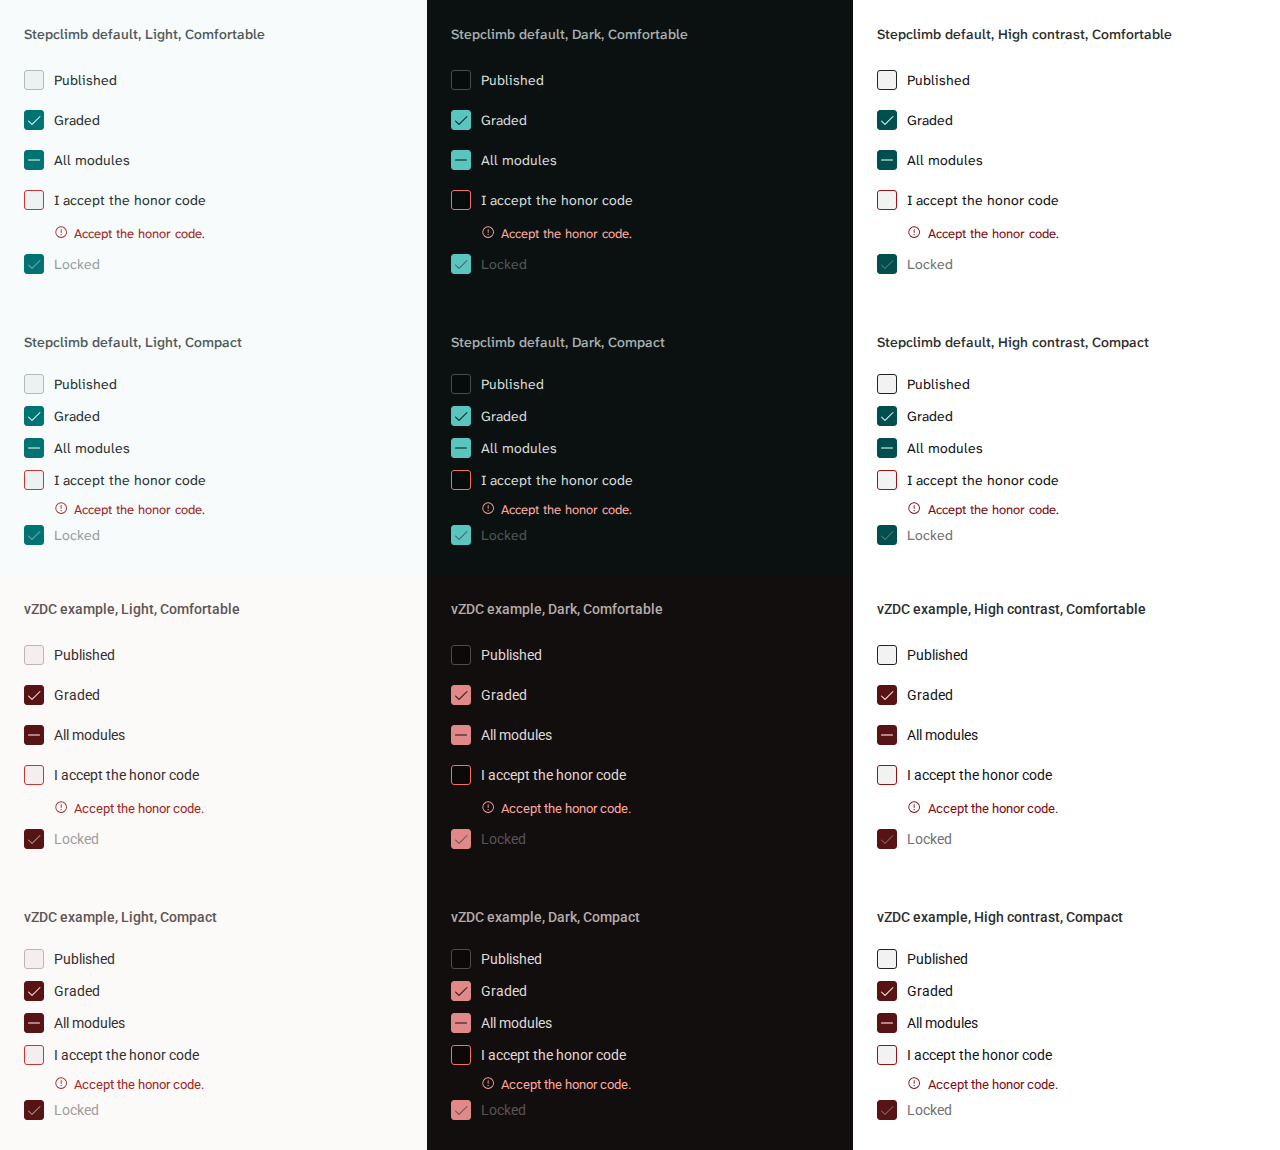 Stepclimb default, Light, Comfortable
Published
Graded
All modules
I accept the honor code
Accept the honor code.
Locked
Stepclimb default, Dark, Comfortable
Published
Graded
All modules
I accept the honor code
Accept the honor code.
Locked
Stepclimb default, High contrast, Comfortable
Published
Graded
All modules
I accept the honor code
Accept the honor code.
Locked
Stepclimb default, Light, Compact
Published
Graded
All modules
I accept the honor code
Accept the honor code.
Locked
Stepclimb default, Dark, Compact
Published
Graded
All modules
I accept the honor code
Accept the honor code.
Locked
Stepclimb default, High contrast, Compact
Published
Graded
All modules
I accept the honor code
Accept the honor code.
Locked
vZDC example, Light, Comfortable
Published
Graded
All modules
I accept the honor code
Accept the honor code.
Locked
vZDC example, Dark, Comfortable
Published
Graded
All modules
I accept the honor code
Accept the honor code.
Locked
vZDC example, High contrast, Comfortable
Published
Graded
All modules
I accept the honor code
Accept the honor code.
Locked
vZDC example, Light, Compact
Published
Graded
All modules
I accept the honor code
Accept the honor code.
Locked
vZDC example, Dark, Compact
Published
Graded
All modules
I accept the honor code
Accept the honor code.
Locked
vZDC example, High contrast, Compact
Published
Graded
All modules
I accept the honor code
Accept the honor code.
Locked